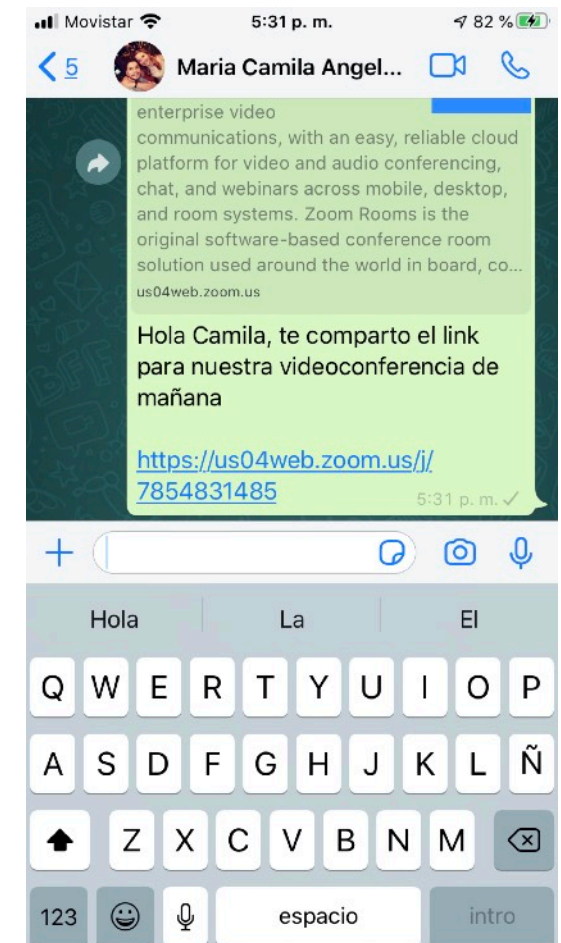 Movistar 5:31 p. m. 82 %
5 Maria Camila Angel...
enterprise video
communications, with an easy, reliable cloud
platform for video and audio conferencing,
chat, and webinars across mobile, desktop,
and room systems. Zoom Rooms is the
original software-based conference room
solution used around the world in board, co...
us04web.zoom.us
Hola Camila, te comparto el link
para nuestra videoconferencia de
mañana
https://us04web.zoom.us/j/
7854831485
5:31 p. m.
Hola La El
Q W E R T Y U I O P
A S D F G H J K L Ñ
Z X C V B N M
123 espacio intro